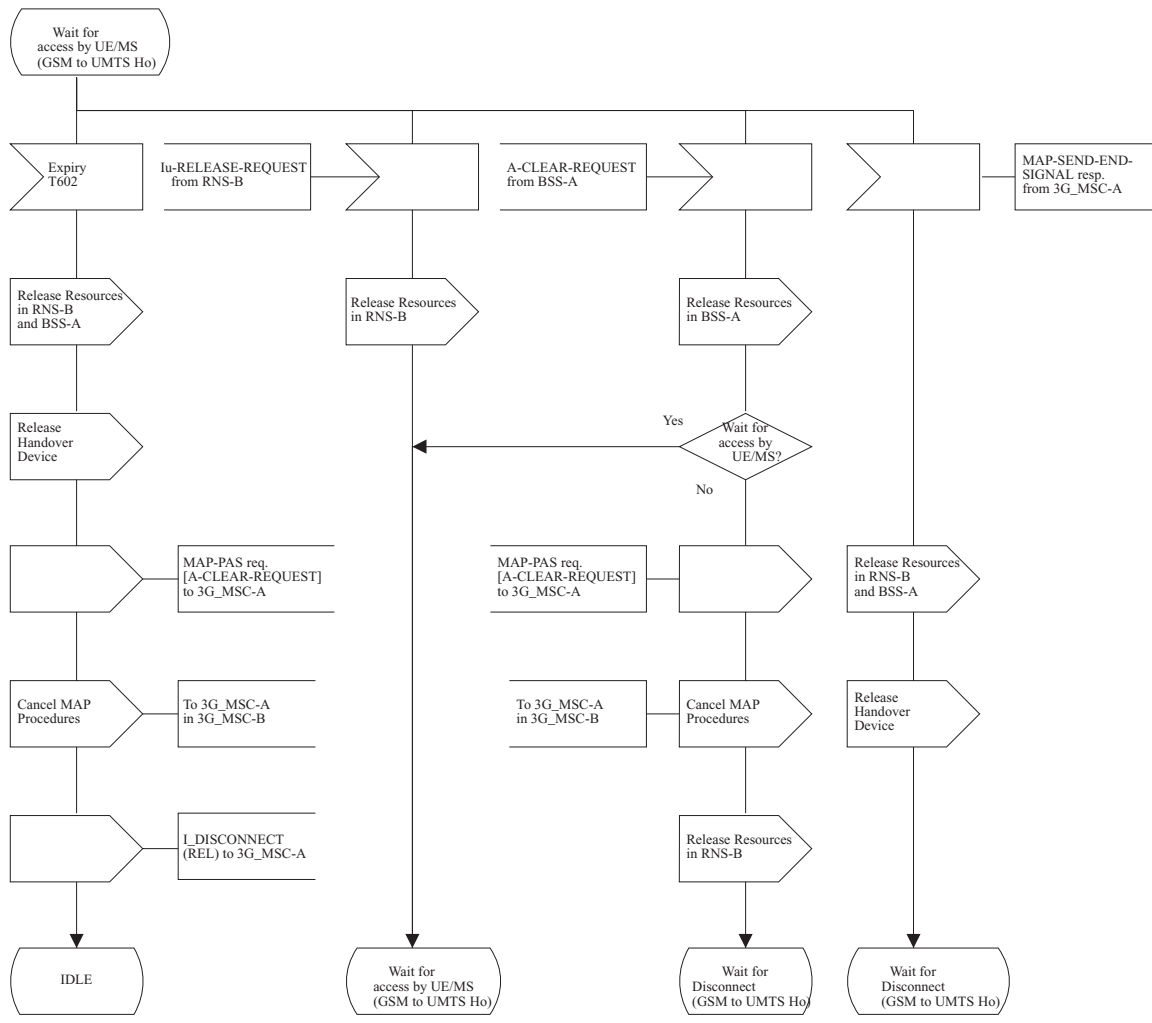 Wait for
access by UE/MS
(GSM to UMTS Ho)
Expiry
T602
Iu-RELEASE-REQUEST
from RNS-B
A-CLEAR-REQUEST
from BSS-A
MAP-SEND-END-
SIGNAL resp.
from 3G_MSC-A
Release Resources
in RNS-B
and BSS-A
Release Resources
in RNS-B
Release Resources
in BSS-A
Release
Handover
Device
Yes
Wait for
access by
UE/MS?
No
MAP-PAS req.
[A-CLEAR-REQUEST]
to 3G_MSC-A
MAP-PAS req.
[A-CLEAR-REQUEST]
to 3G_MSC-A
Release Resources
in RNS-B
and BSS-A
Cancel MAP
Procedures
To 3G_MSC-A
in 3G_MSC-B
To 3G_MSC-A
in 3G_MSC-B
Cancel MAP
Procedures
Release
Handover
Device
I_DISCONNECT
(REL) to 3G_MSC-A
Release Resources
in RNS-B
IDLE
Wait for
access by UE/MS
(GSM to UMTS Ho)
Wait for
Disconnect
(GSM to UMTS Ho)
Wait for
Disconnect
(GSM to UMTS Ho)